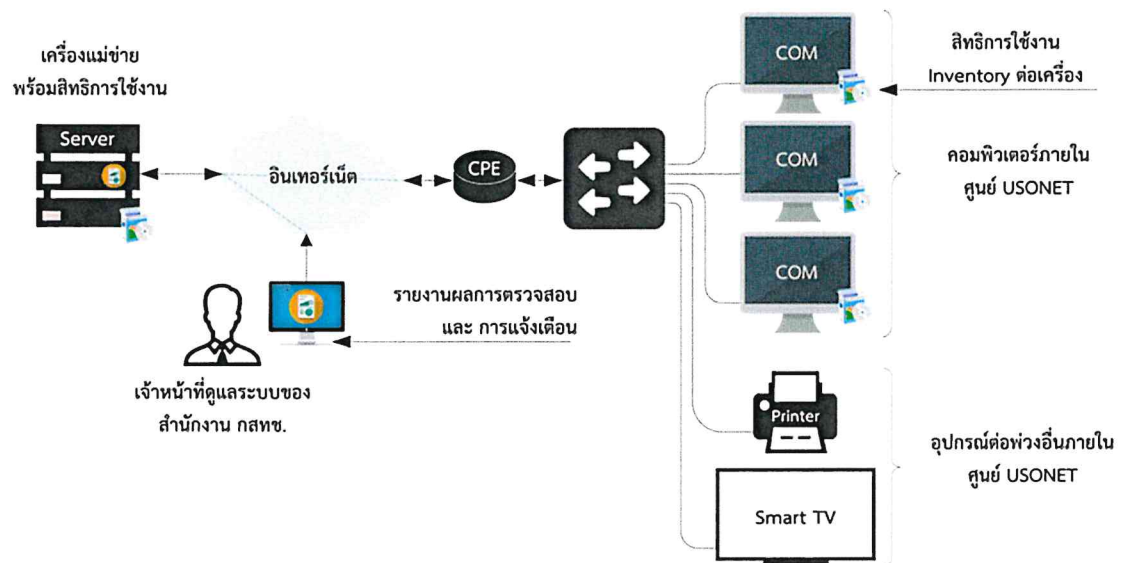 เครื่องแม่ข่าย
พร้อมสิทธิการใช้งาน
Server
อินเทอร์เน็ต
CPE
COM
COM
COM
สิทธิการใช้งาน
Inventory ต่อเครื่อง
คอมพิวเตอร์ภายใน
ศูนย์ USONET
รายงานผลการตรวจสอบ
และ การแจ้งเตือน
เจ้าหน้าที่ดูแลระบบของ
สำนักงาน กสทช.
Printer
Smart TV
อุปกรณ์ต่อพ่วงอื่นภายใน
ศูนย์ USONET